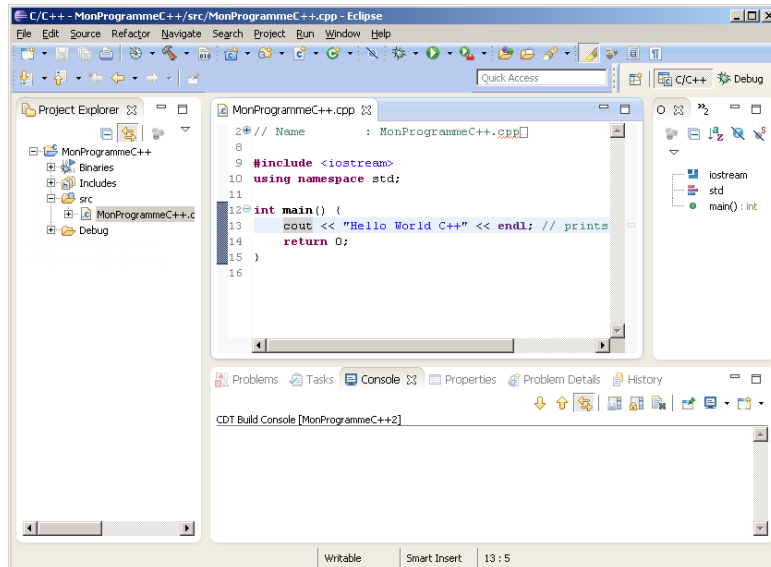 C/C++ - MonProgrammeC++/src/MonProgrammeC++.cpp - Eclipse
File Edit Source Refactor Navigate Search Project Run Window Help
Quick Access
C/C++
Debug
Project Explorer
MonProgrammeC++
Binaries
Includes
src
MonProgrammeC++.c
Debug
MonProgrammeC++.cpp
2 // Name : MonProgrammeC++.cpp
8
9 #include <iostream>
10 using namespace std;
11
12 int main() {
13 cout << "Hello World C++" << endl; // prints
14 return 0;
15 }
16
O
»2
iostream
std
main() : int
Problems Tasks Console Properties Problem Details History
CDT Build Console [MonProgrammeC++2]
Writable Smart Insert 13 : 5